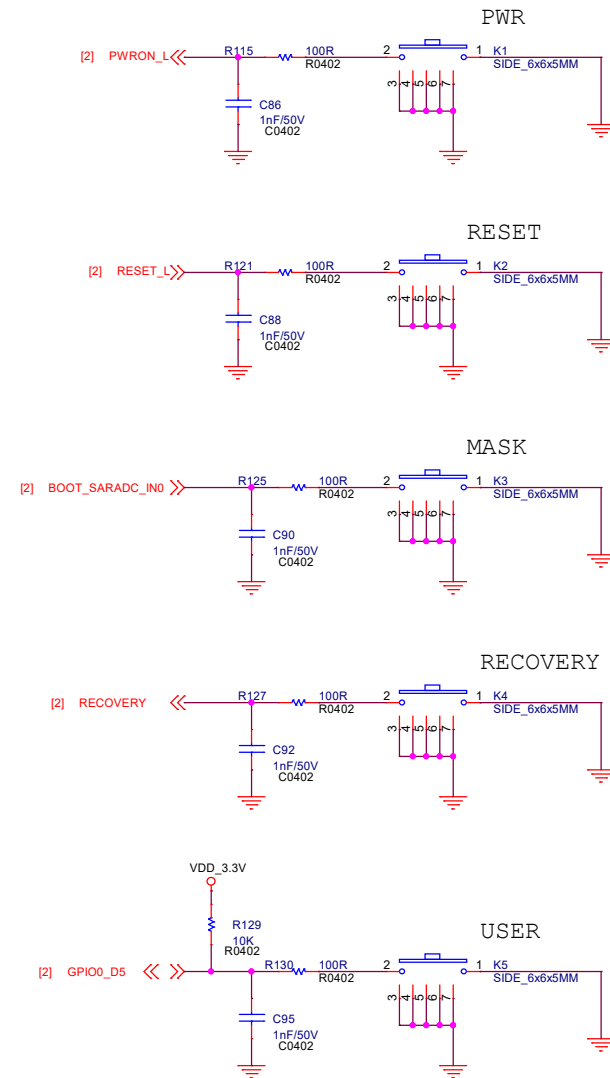 PWR
[2] PWRON_L R115 100R 2 1 K1
R0402 SIDE_6x6x5MM
3 4 5 6 7
C86
1nF/50V
C0402
RESET
[2] RESET_L R121 100R 2 1 K2
R0402 SIDE_6x6x5MM
3 4 5 6 7
C88
1nF/50V
C0402
MASK
[2] BOOT_SARADC_IN0 R125 100R 2 1 K3
R0402 SIDE_6x6x5MM
3 4 5 6 7
C90
1nF/50V
C0402
RECOVERY
[2] RECOVERY R127 100R 2 1 K4
R0402 SIDE_6x6x5MM
3 4 5 6 7
C92
1nF/50V
C0402
VDD_3.3V
R129
10K
R0402
USER
[2] GPIO0_D5 R130 100R 2 1 K5
R0402 SIDE_6x6x5MM
3 4 5 6 7
C95
1nF/50V
C0402